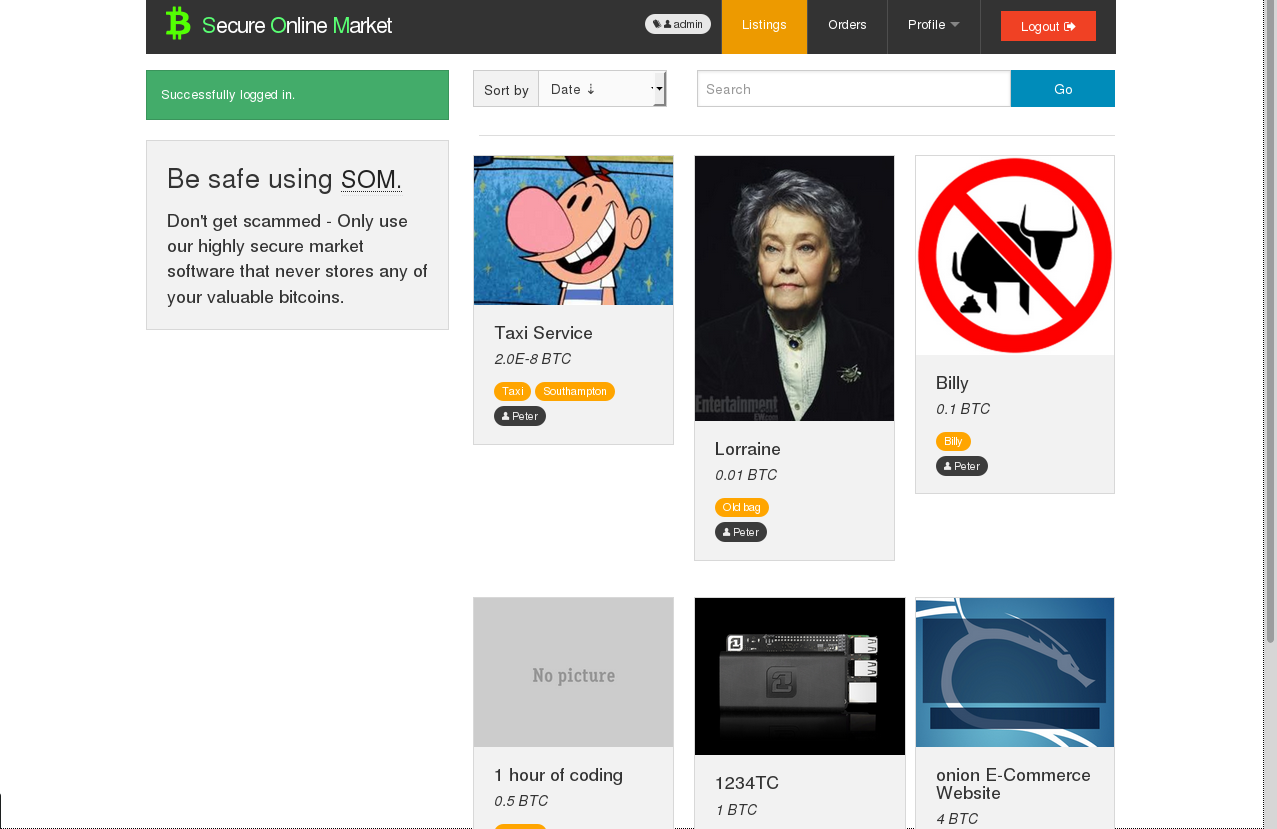 Secure Online Market
admin
Listings
Orders
Profile
Logout
Successfully logged in.
Sort by
Date ↓
Search
Go
Be safe using SOM.
Don't get scammed - Only use
our highly secure market
software that never stores any of
your valuable bitcoins.
Taxi Service
2.0E-8 BTC
Taxi
Southampton
Peter
Entertainment
EW.com
Lorraine
0.01 BTC
Old bag
Peter
Billy
0.1 BTC
Billy
Peter
No picture
1 hour of coding
0.5 BTC
1
1
1234TC
1 BTC
onion E-Commerce
Website
4 BTC